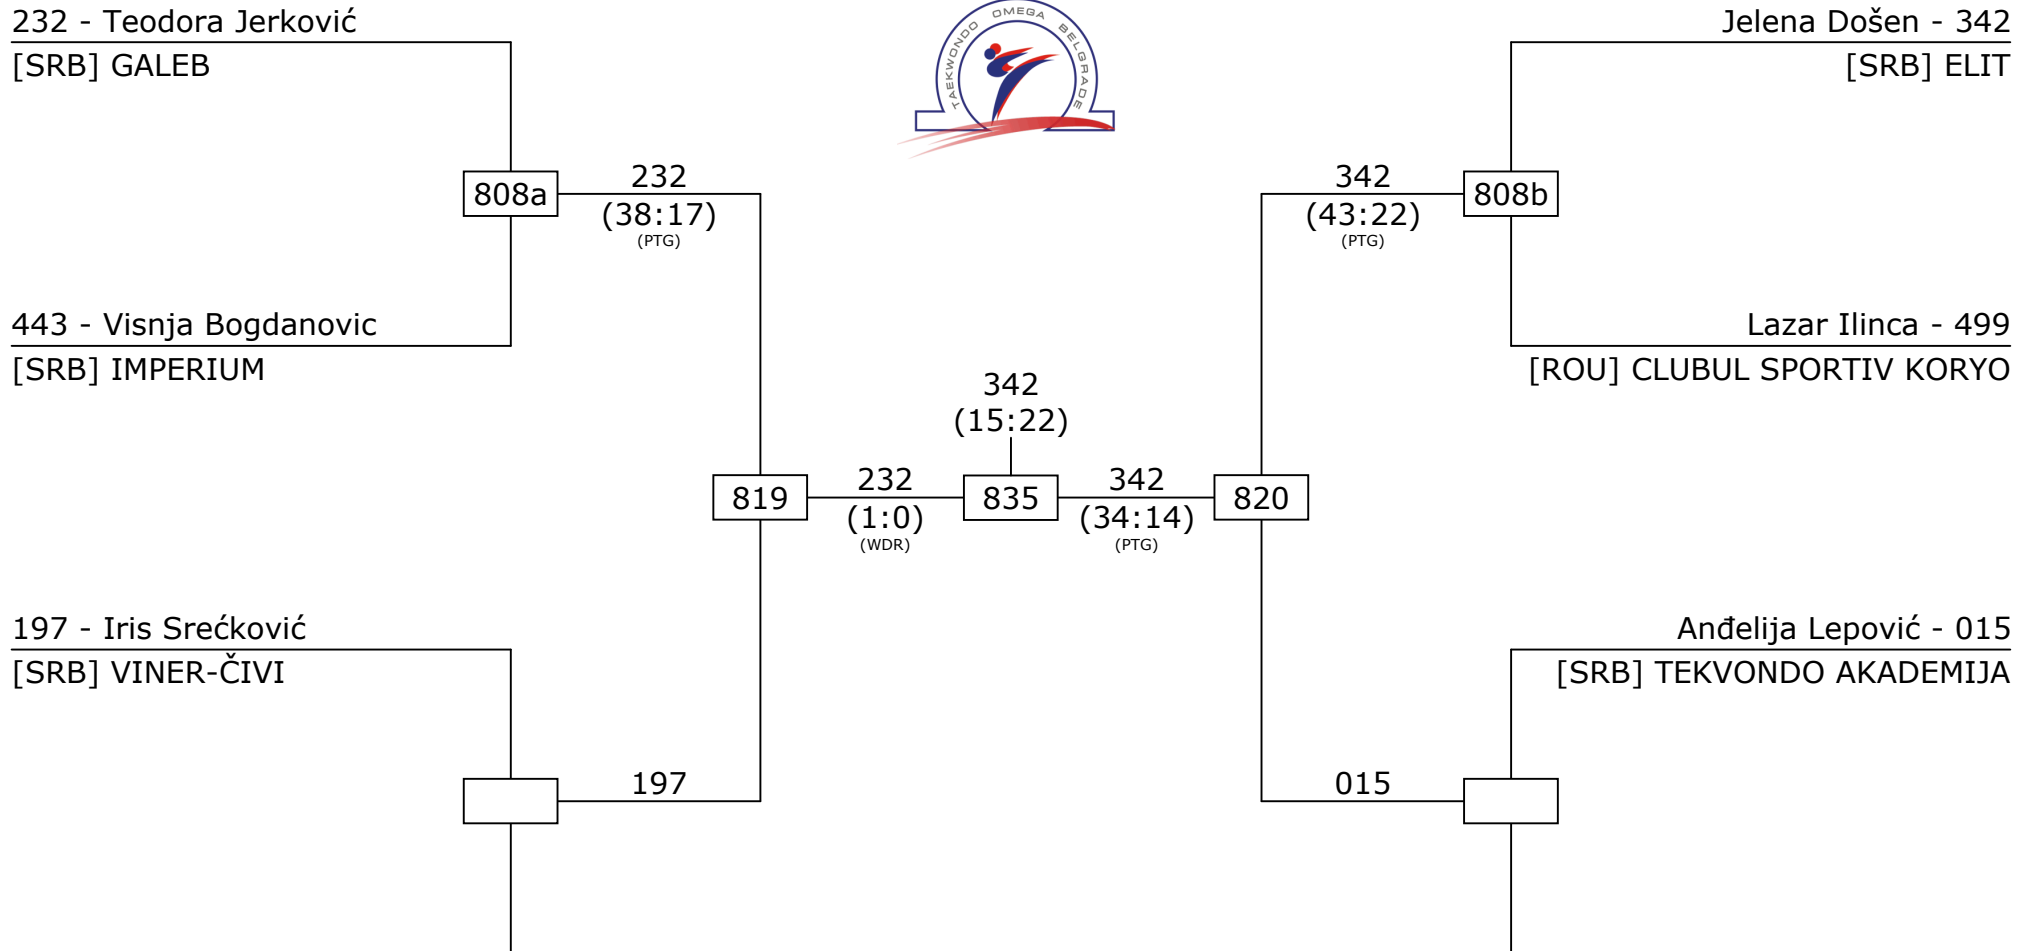 232 - Teodora Jerković
[SRB] GALEB
TAEKWONDO OMEGA BELGRADE
Jelena Došen - 342
[SRB] ELIT
808a
232
(38:17)
(PTG)
342
(43:22)
(PTG)
808b
443 - Visnja Bogdanovic
[SRB] IMPERIUM
Lazar Ilinca - 499
[ROU] CLUBUL SPORTIV KORYO
342
(15:22)
819
232
(1:0)
(WDR)
835
342
(34:14)
(PTG)
820
197 - Iris Srećković
[SRB] VINER-ČIVI
Anđelija Lepović - 015
[SRB] TEKVONDO AKADEMIJA
197
015